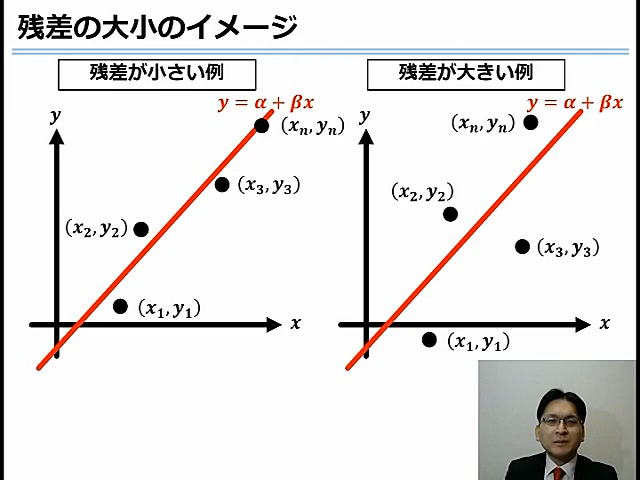 残差の大小のイメージ
残差が小さい例
y = α + βx
y
(xₙ, yₙ)
(x₃, y₃)
(x₂, y₂)
(x₁, y₁)
x
残差が大きい例
y = α + βx
y
(xₙ, yₙ)
(x₂, y₂)
(x₃, y₃)
x
(x₁, y₁)